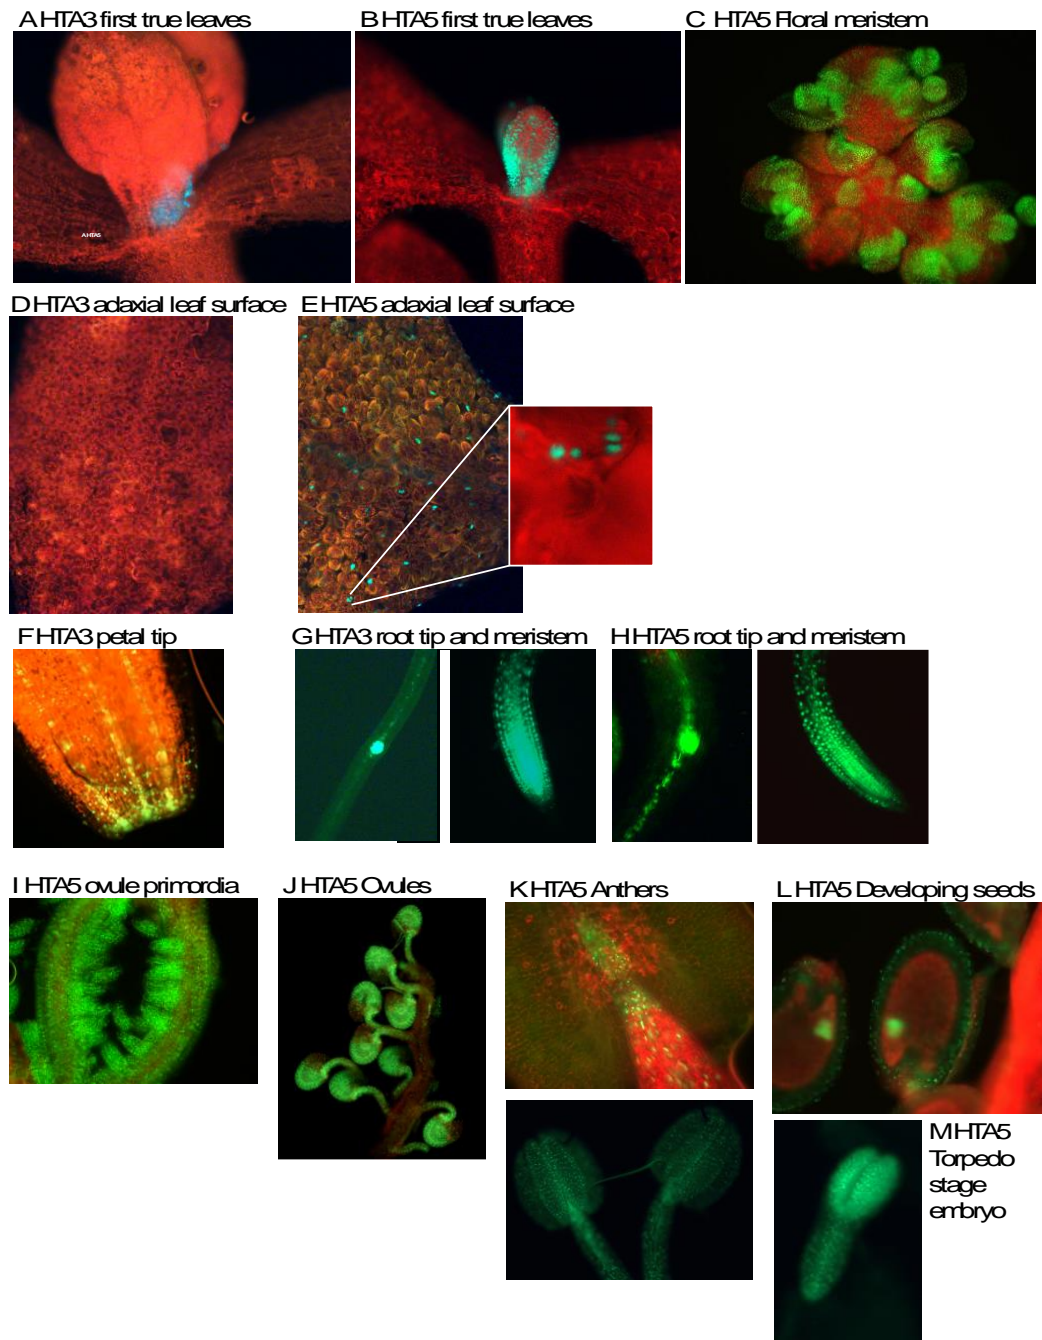 A HTA3 first true leaves
B HTA5 first true leaves
C HTA5 Floral meristem
A HTA5
D HTA3 adaxial leaf surface
E HTA5 adaxial leaf surface
F HTA3 petal tip
G HTA3 root tip and meristem
H HTA5 root tip and meristem
I HTA5 ovule primordia
J HTA5 Ovules
K HTA5 Anthers
L HTA5 Developing seeds
M HTA5
Torpedo
stage
embryo